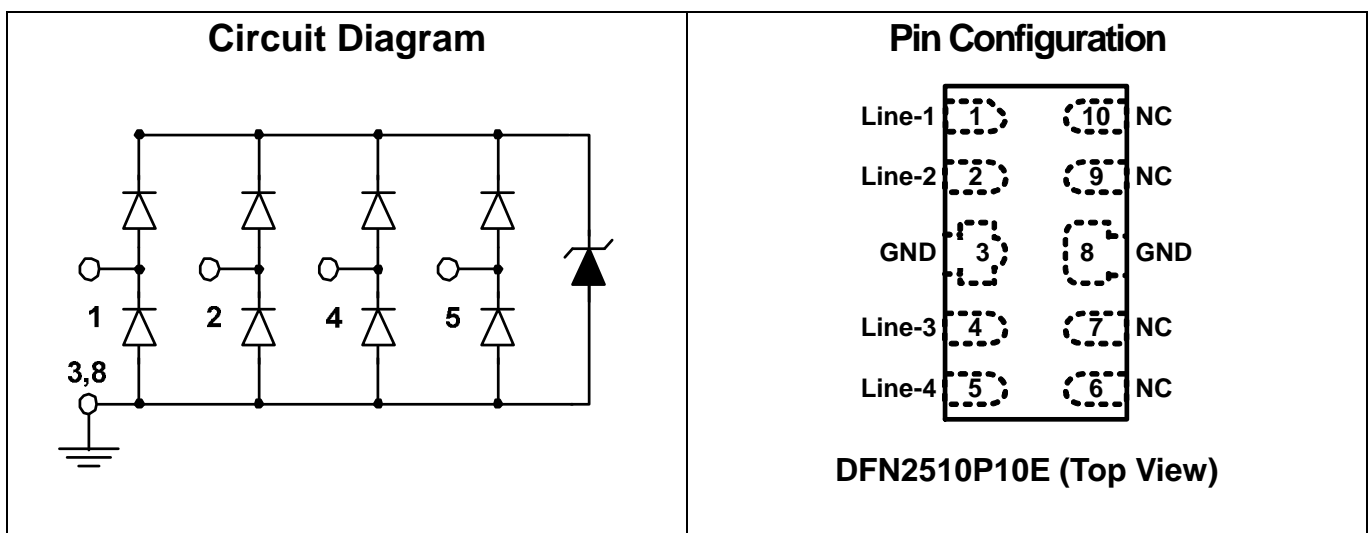 Circuit Diagram
1
2
4
5
3,8
Pin Configuration
Line-1 1 10 NC
Line-2 2 9 NC
GND 3 8 GND
Line-3 4 7 NC
Line-4 5 6 NC
DFN2510P10E (Top View)